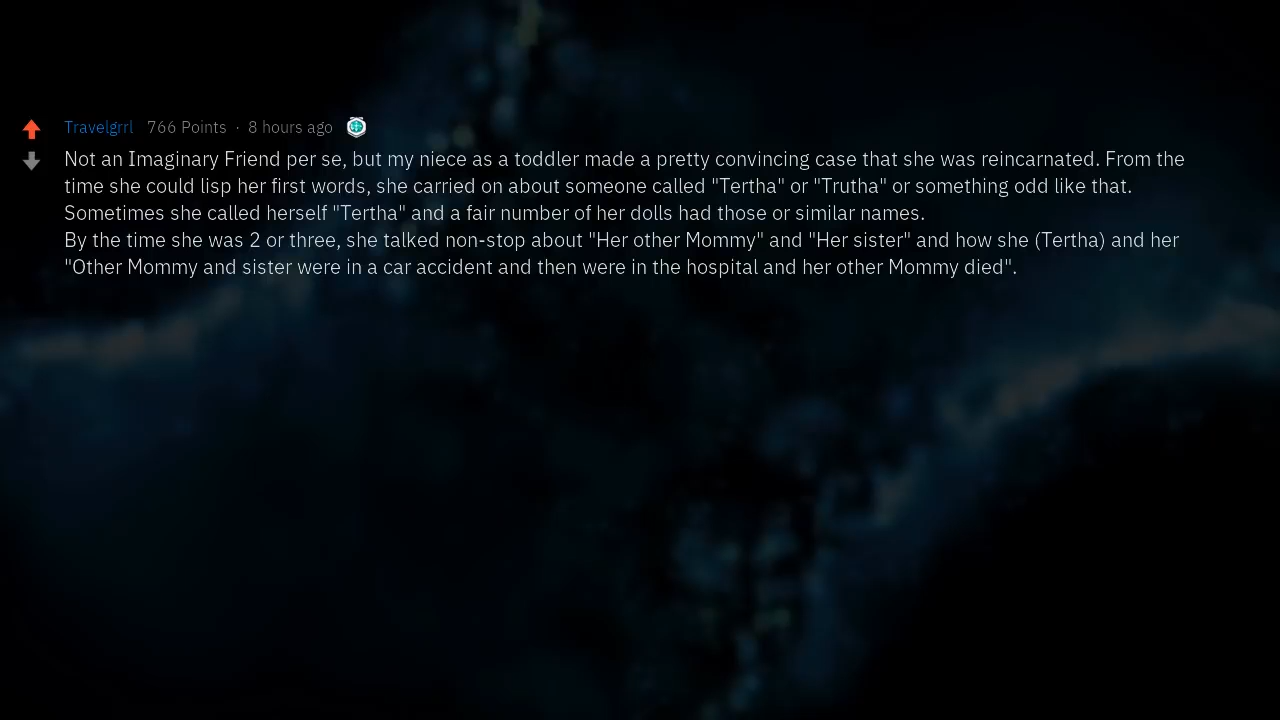 Travelgrrl 766 Points · 8 hours ago
Not an Imaginary Friend per se, but my niece as a toddler made a pretty convincing case that she was reincarnated. From the
time she could lisp her first words, she carried on about someone called "Tertha" or "Trutha" or something odd like that.
Sometimes she called herself "Tertha" and a fair number of her dolls had those or similar names.
By the time she was 2 or three, she talked non-stop about "Her other Mommy" and "Her sister" and how she (Tertha) and her
"Other Mommy and sister were in a car accident and then were in the hospital and her other Mommy died".